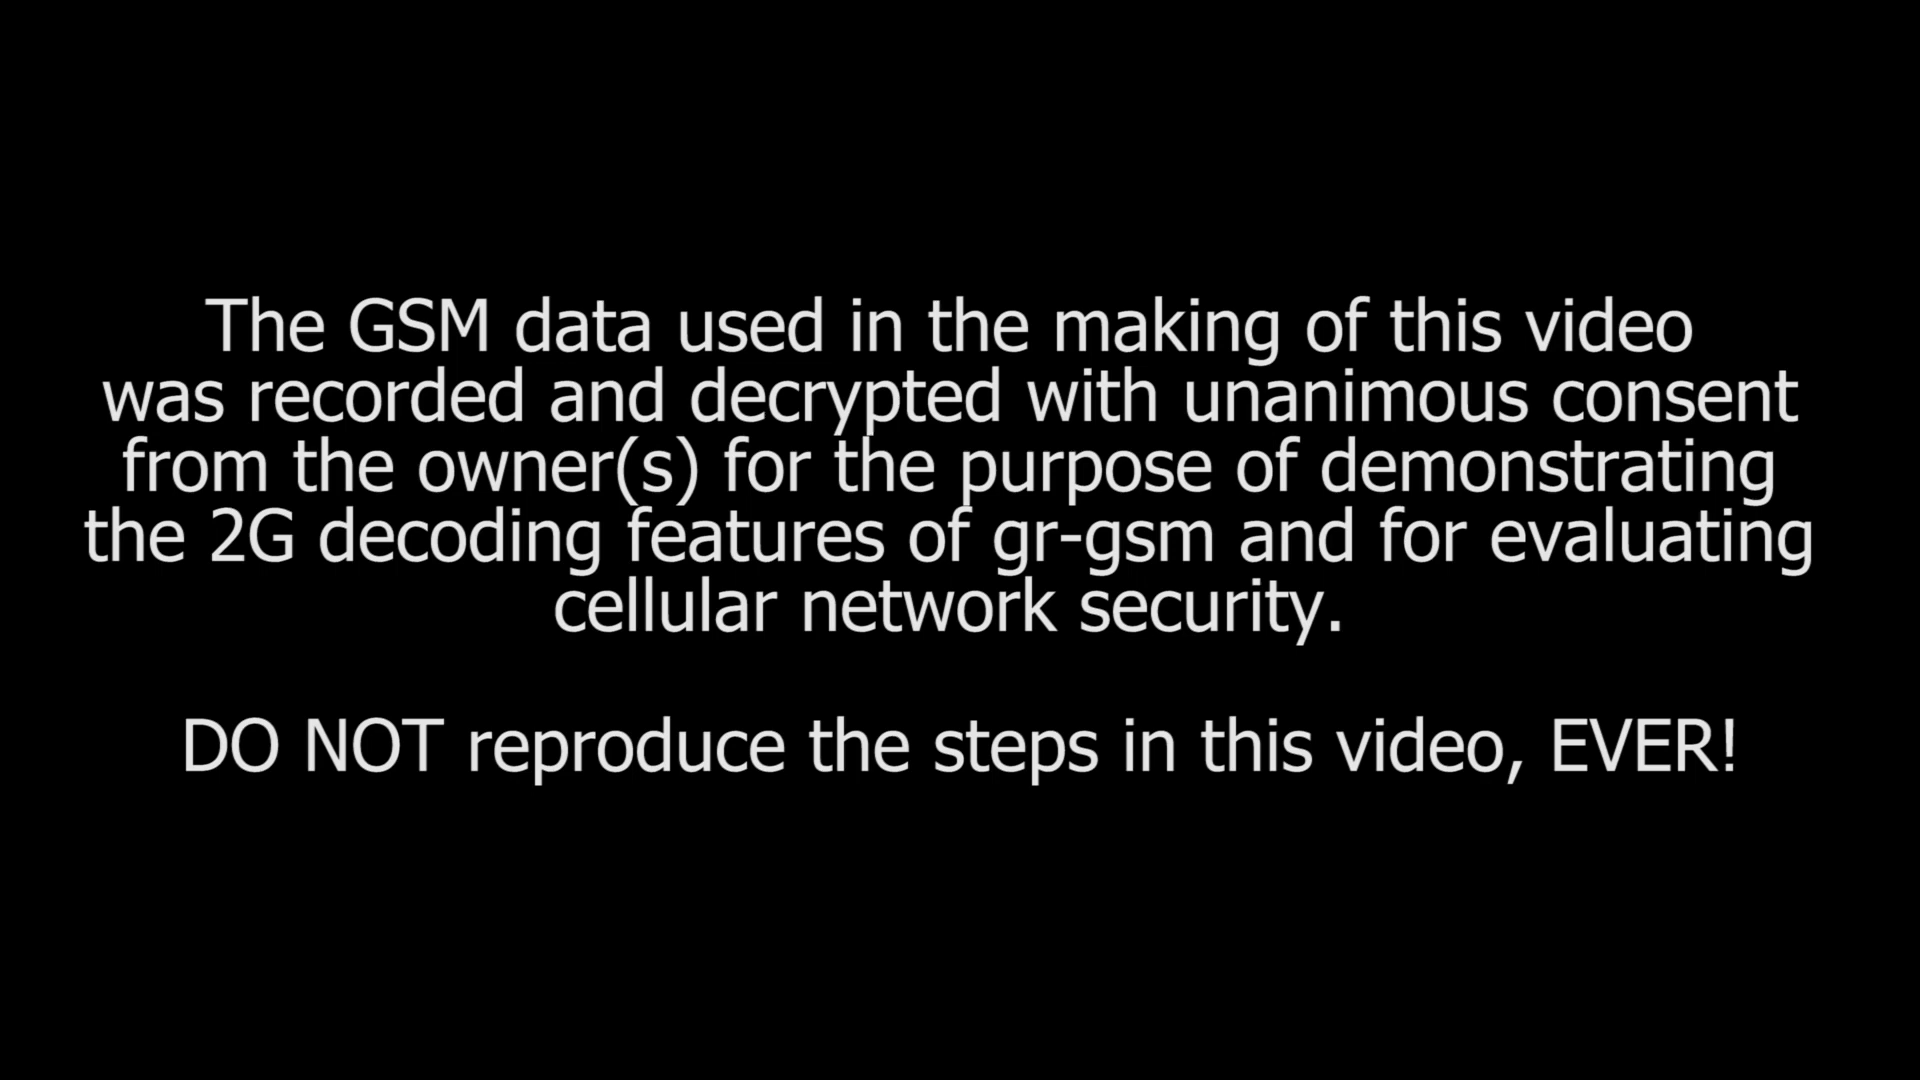 The GSM data used in the making of this video
was recorded and decrypted with unanimous consent
from the owner(s) for the purpose of demonstrating
the 2G decoding features of gr-gsm and for evaluating
cellular network security.
DO NOT reproduce the steps in this video, EVER!